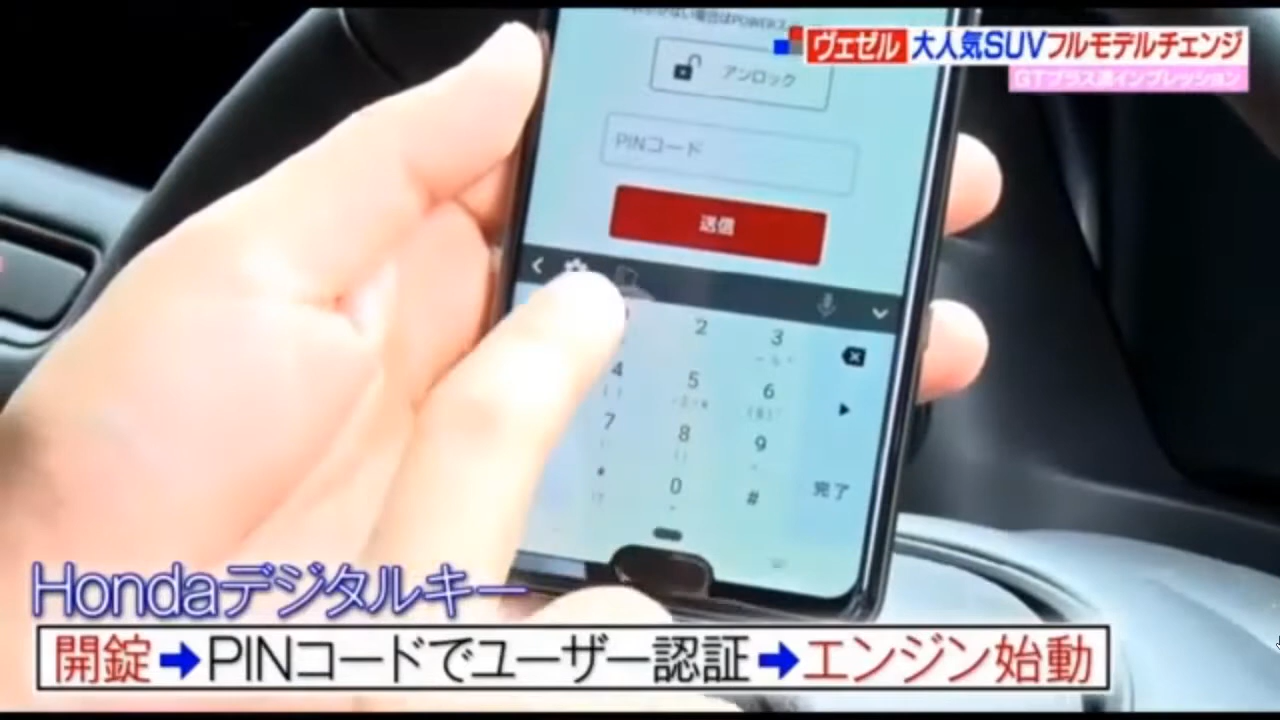 ヴェゼル 大人気SUVフルモデルチェンジ
GTプラス流インプレッション
アンロック
PINコード
送信
2 3
4 5 6
7 8 9
* 0 #
完了
Hondaデジタルキー
開錠➡PINコードでユーザー認証➡エンジン始動